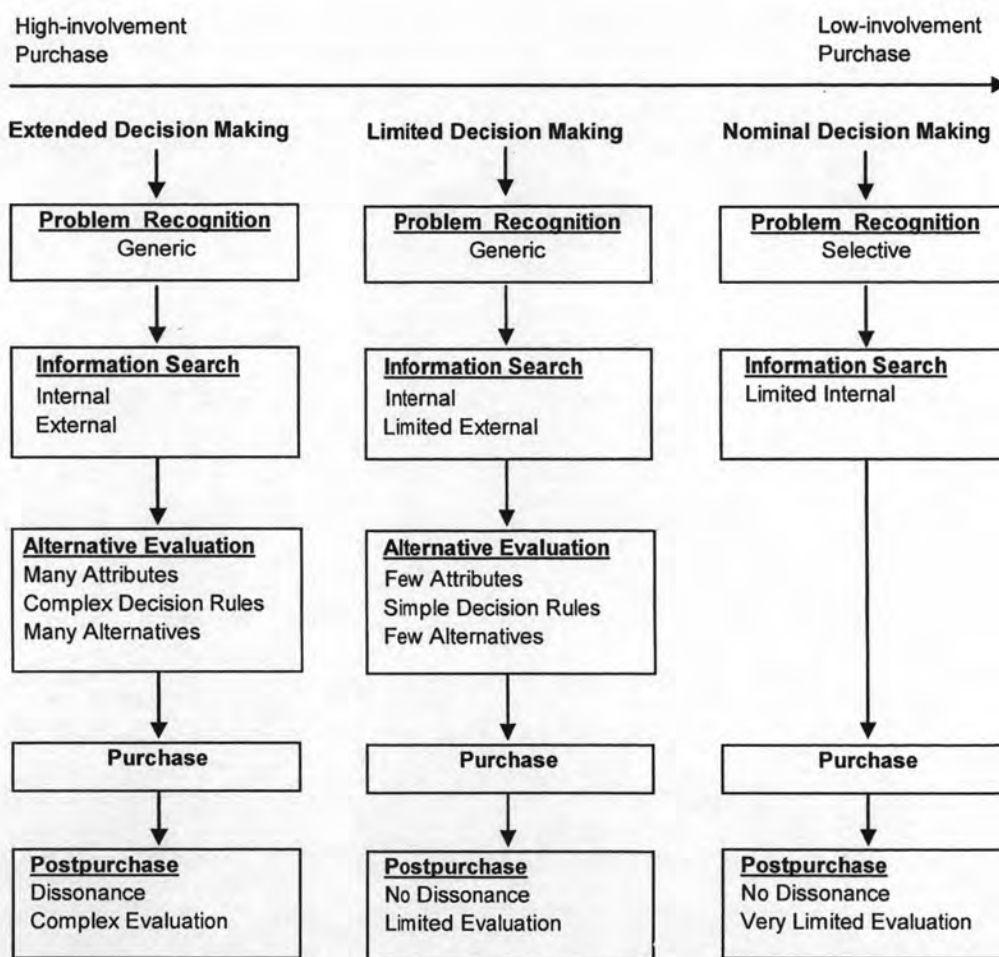 High-involvement
Purchase
Low-involvement
Purchase
Extended Decision Making
Problem Recognition
Generic
Information Search
Internal
External
Alternative Evaluation
Many Attributes
Complex Decision Rules
Many Alternatives
Purchase
Postpurchase
Dissonance
Complex Evaluation
Limited Decision Making
Problem Recognition
Generic
Information Search
Internal
Limited External
Alternative Evaluation
Few Attributes
Simple Decision Rules
Few Alternatives
Purchase
Postpurchase
No Dissonance
Limited Evaluation
Nominal Decision Making
Problem Recognition
Selective
Information Search
Limited Internal
Purchase
Postpurchase
No Dissonance
Very Limited Evaluation